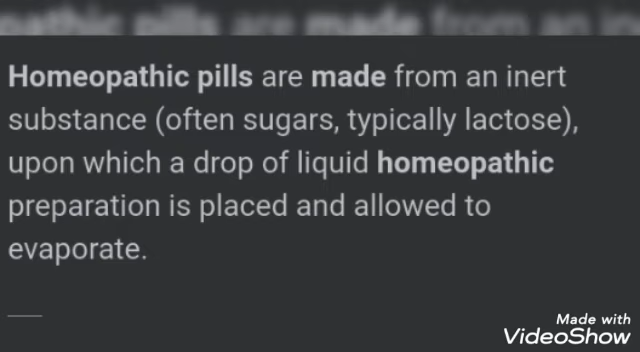 Homeopathic pills are made from an inert
substance (often sugars, typically lactose),
upon which a drop of liquid homeopathic
preparation is placed and allowed to
evaporate.
Made with
VideoShow